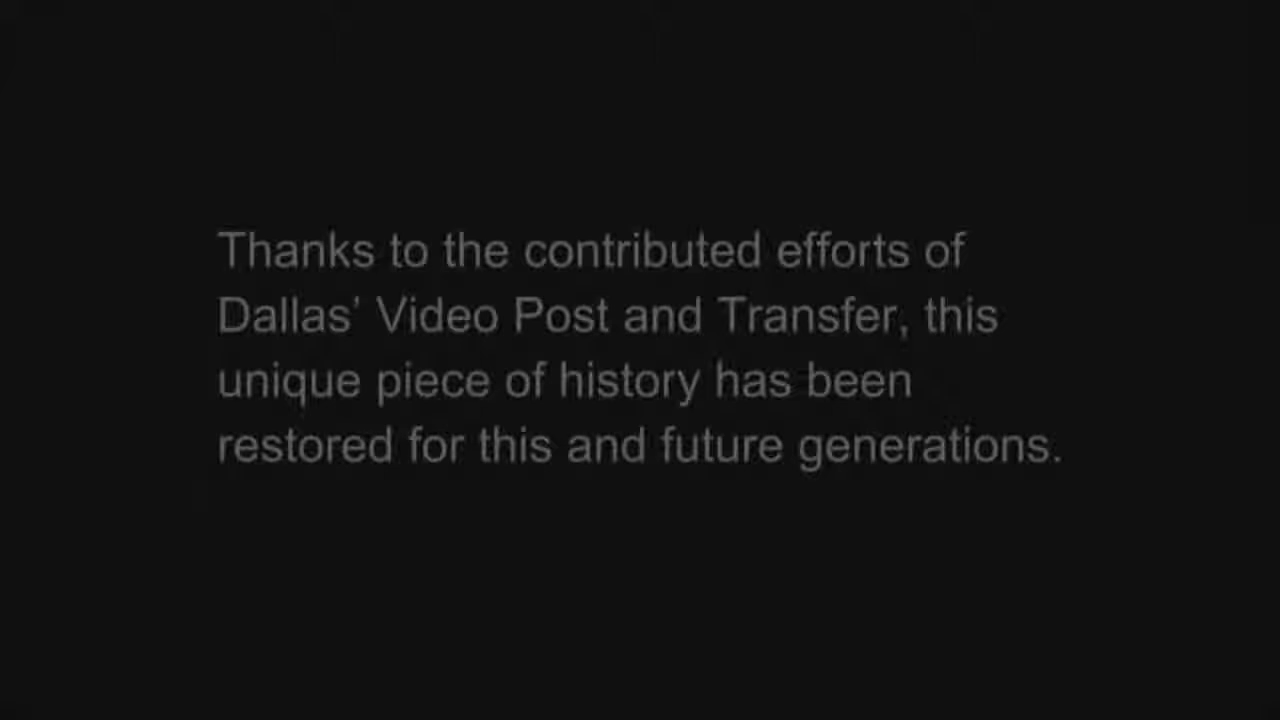 Thanks to the contributed efforts of
Dallas’ Video Post and Transfer, this
unique piece of history has been
restored for this and future generations.